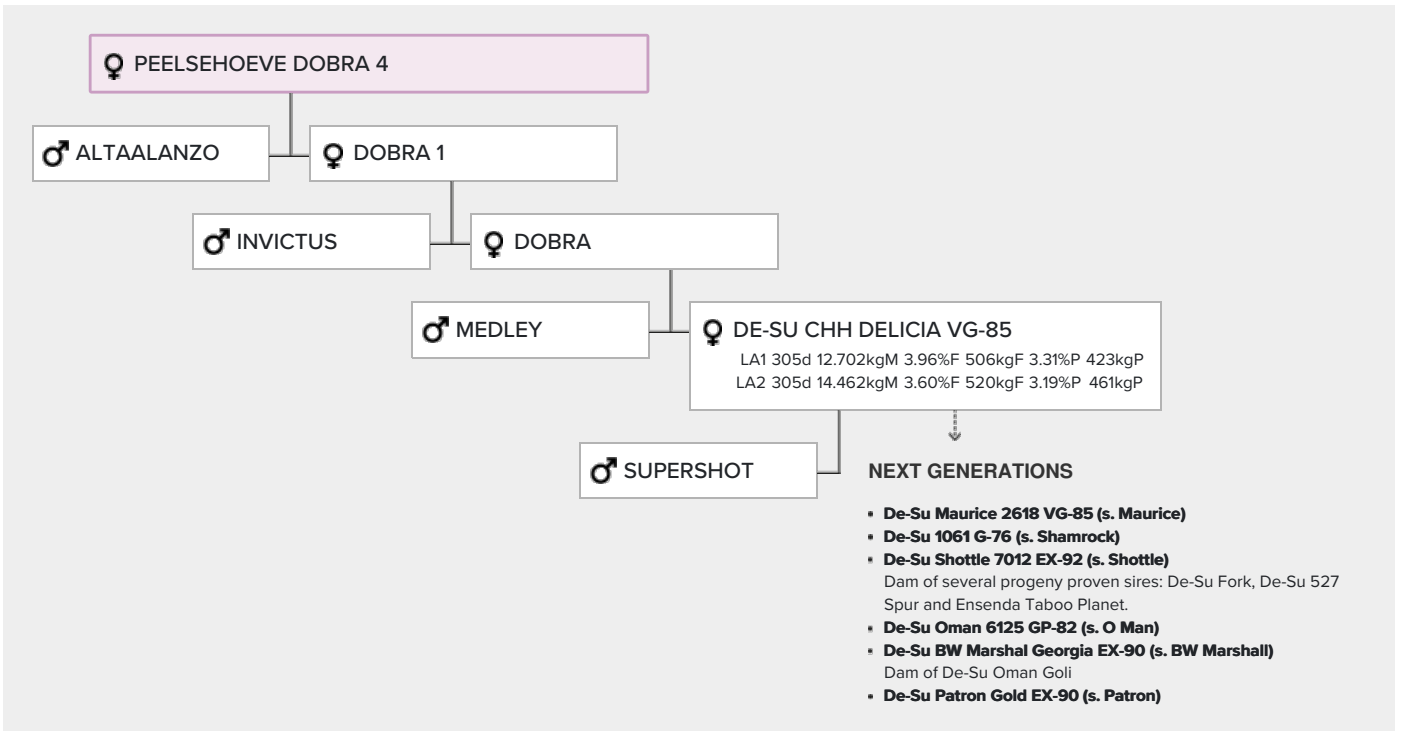 PEELSEHOEVE DOBRA 4
ALTAALANZO
DOBRA 1
INVICTUS
DOBRA
MEDLEY
DE-SU CHH DELICIA VG-85
LA1 305d 12.702kgM 3.96%F 506kgF 3.31%P 423kgP
LA2 305d 14.462kgM 3.60%F 520kgF 3.19%P 461kgP
SUPERSHOT
NEXT GENERATIONS
▪ De-Su Maurice 2618 VG-85 (s. Maurice)
▪ De-Su 1061 G-76 (s. Shamrock)
▪ De-Su Shottle 7012 EX-92 (s. Shottle)
Dam of several progeny proven sires: De-Su Fork, De-Su 527
Spur and Ensenda Taboo Planet.
▪ De-Su Oman 6125 GP-82 (s. O Man)
▪ De-Su BW Marshal Georgia EX-90 (s. BW Marshall)
Dam of De-Su Oman Goli
▪ De-Su Patron Gold EX-90 (s. Patron)